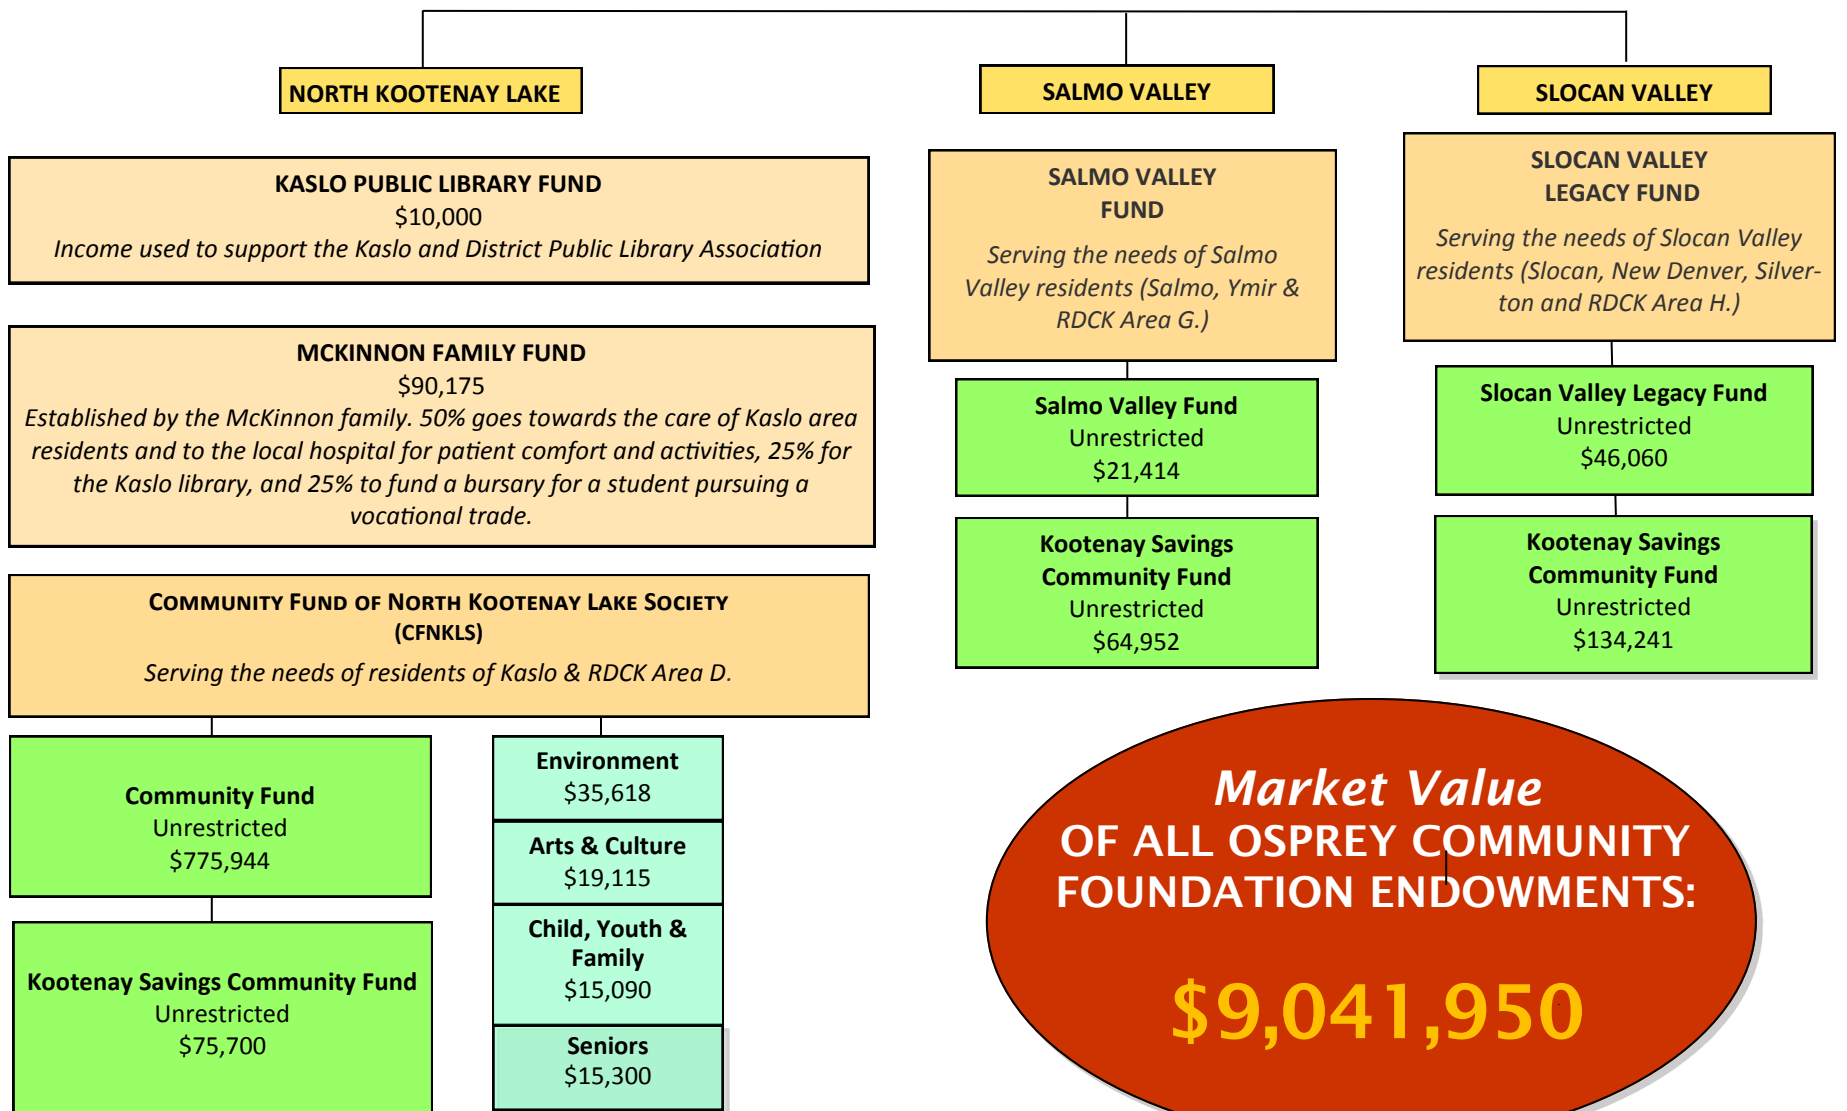 NORTH KOOTENAY LAKE
KASLO PUBLIC LIBRARY FUND
$10,000
Income used to support the Kaslo and District Public Library Association
MCKINNON FAMILY FUND
$90,175
Established by the McKinnon family. 50% goes towards the care of Kaslo area
residents and to the local hospital for patient comfort and activities, 25% for
the Kaslo library, and 25% to fund a bursary for a student pursuing a
vocational trade.
COMMUNITY FUND OF NORTH KOOTENAY LAKE SOCIETY
(CFNKLS)
Serving the needs of residents of Kaslo & RDCK Area D.
Community Fund
Unrestricted
$775,944
Kootenay Savings Community Fund
Unrestricted
$75,700
Environment
$35,618
Arts & Culture
$19,115
Child, Youth &
Family
$15,090
Seniors
$15,300
SALMO VALLEY
SALMO VALLEY
FUND
Serving the needs of Salmo
Valley residents (Salmo, Ymir &
RDCK Area G.)
Salmo Valley Fund
Unrestricted
$21,414
Kootenay Savings
Community Fund
Unrestricted
$64,952
SLOCAN VALLEY
SLOCAN VALLEY
LEGACY FUND
Serving the needs of Slocan Valley
residents (Slocan, New Denver, Silver-
ton and RDCK Area H.)
Slocan Valley Legacy Fund
Unrestricted
$46,060
Kootenay Savings
Community Fund
Unrestricted
$134,241
Market Value
OF ALL OSPREY COMMUNITY
FOUNDATION ENDOWMENTS:
$9,041,950